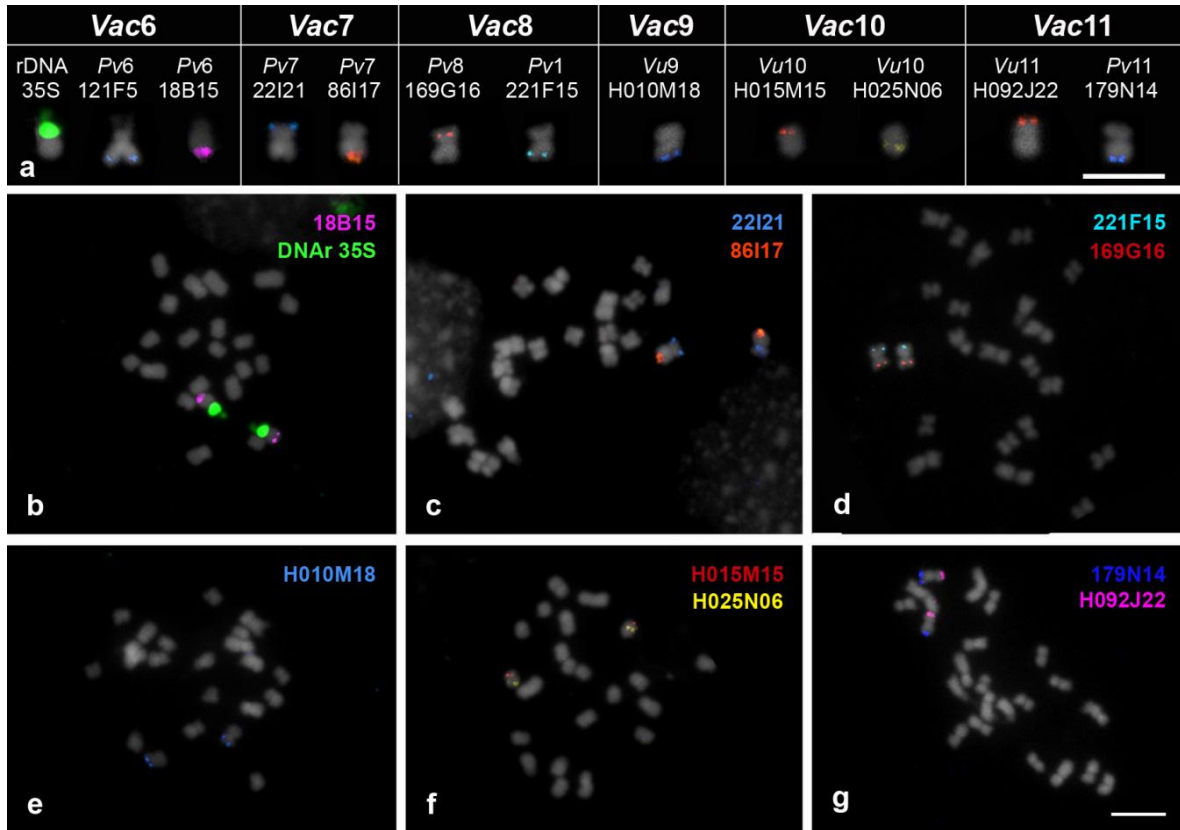 Vac6 Vac7 Vac8 Vac9 Vac10 Vac11
rDNA Pv6 Pv6 Pv7 Pv7 Pv8 Pv1 Vu9 Vu10 Vu10 Vu11 Pv11
35S 121F5 18B15 22I21 86I17 169G16 221F15 H010M18 H015M15 H025N06 H092J22 179N14
a
18B15
DNAr 35S
b
22I21
86I17
c
221F15
169G16
d
H010M18
e
H015M15
H025N06
f
179N14
H092J22
g